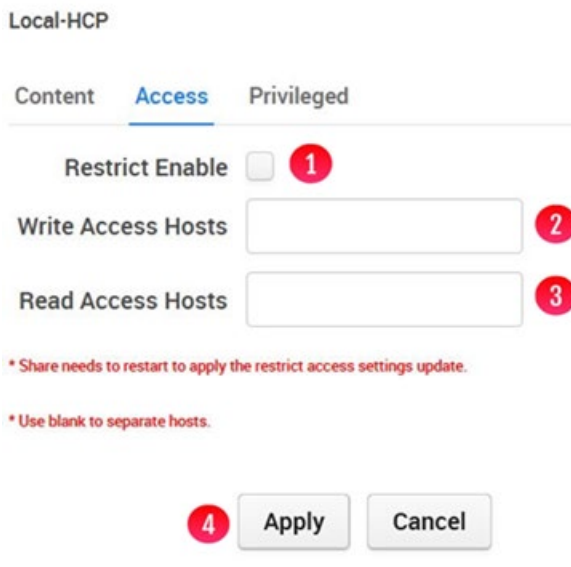 Local-HCP
Content Access Privileged
Restrict Enable 1
Write Access Hosts 2
Read Access Hosts 3
* Share needs to restart to apply the restrict access settings update.
* Use blank to separate hosts.
4 Apply Cancel